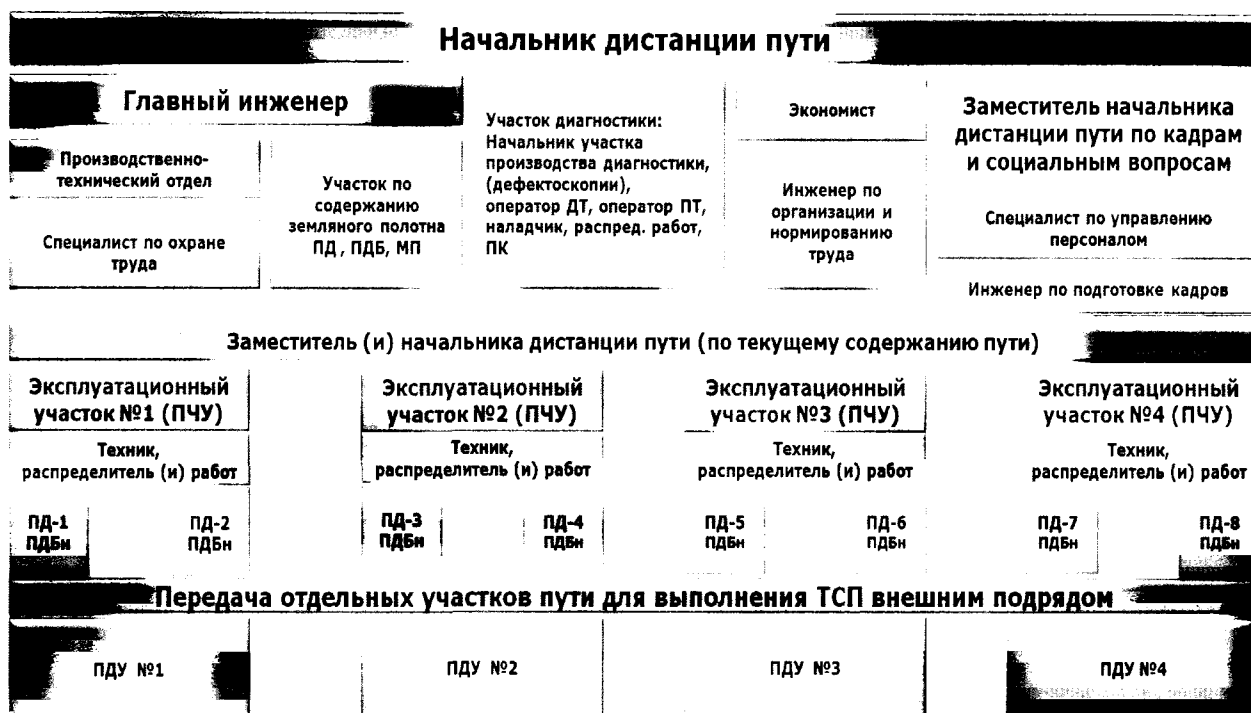 Начальник дистанции пути
Главный инженер
Производственно-
технический отдел
Специалист по охране
труда
Участок по
содержанию
земляного полотна
ПД , ПДБ, МП
Участок диагностики:
Начальник участка
производства диагностики,
(дефектоскопии),
оператор ДТ, оператор ПТ,
наладчик, распред. работ,
ПК
Экономист
Инженер по
организации и
нормированию
труда
Заместитель начальника
дистанции пути по кадрам
и социальным вопросам
Специалист по управлению
персоналом
Инженер по подготовке кадров
Заместитель (и) начальника дистанции пути (по текущему содержанию пути)
Эксплуатационный
участок №1 (ПЧУ)
Техник,
распределитель (и) работ
ПД-1
ПДБн
ПД-2
ПДБн
Эксплуатационный
участок №2 (ПЧУ)
Техник,
распределитель (и) работ
ПД-3
ПДБн
ПД-4
ПДБн
Эксплуатационный
участок №3 (ПЧУ)
Техник,
распределитель (и) работ
ПД-5
ПДБн
ПД-6
ПДБн
Эксплуатационный
участок №4 (ПЧУ)
Техник,
распределитель (и) работ
ПД-7
ПДБн
ПД-8
ПДБн
Передача отдельных участков пути для выполнения ТСП внешним подрядом
ПДУ №1
ПДУ №2
ПДУ №3
ПДУ №4